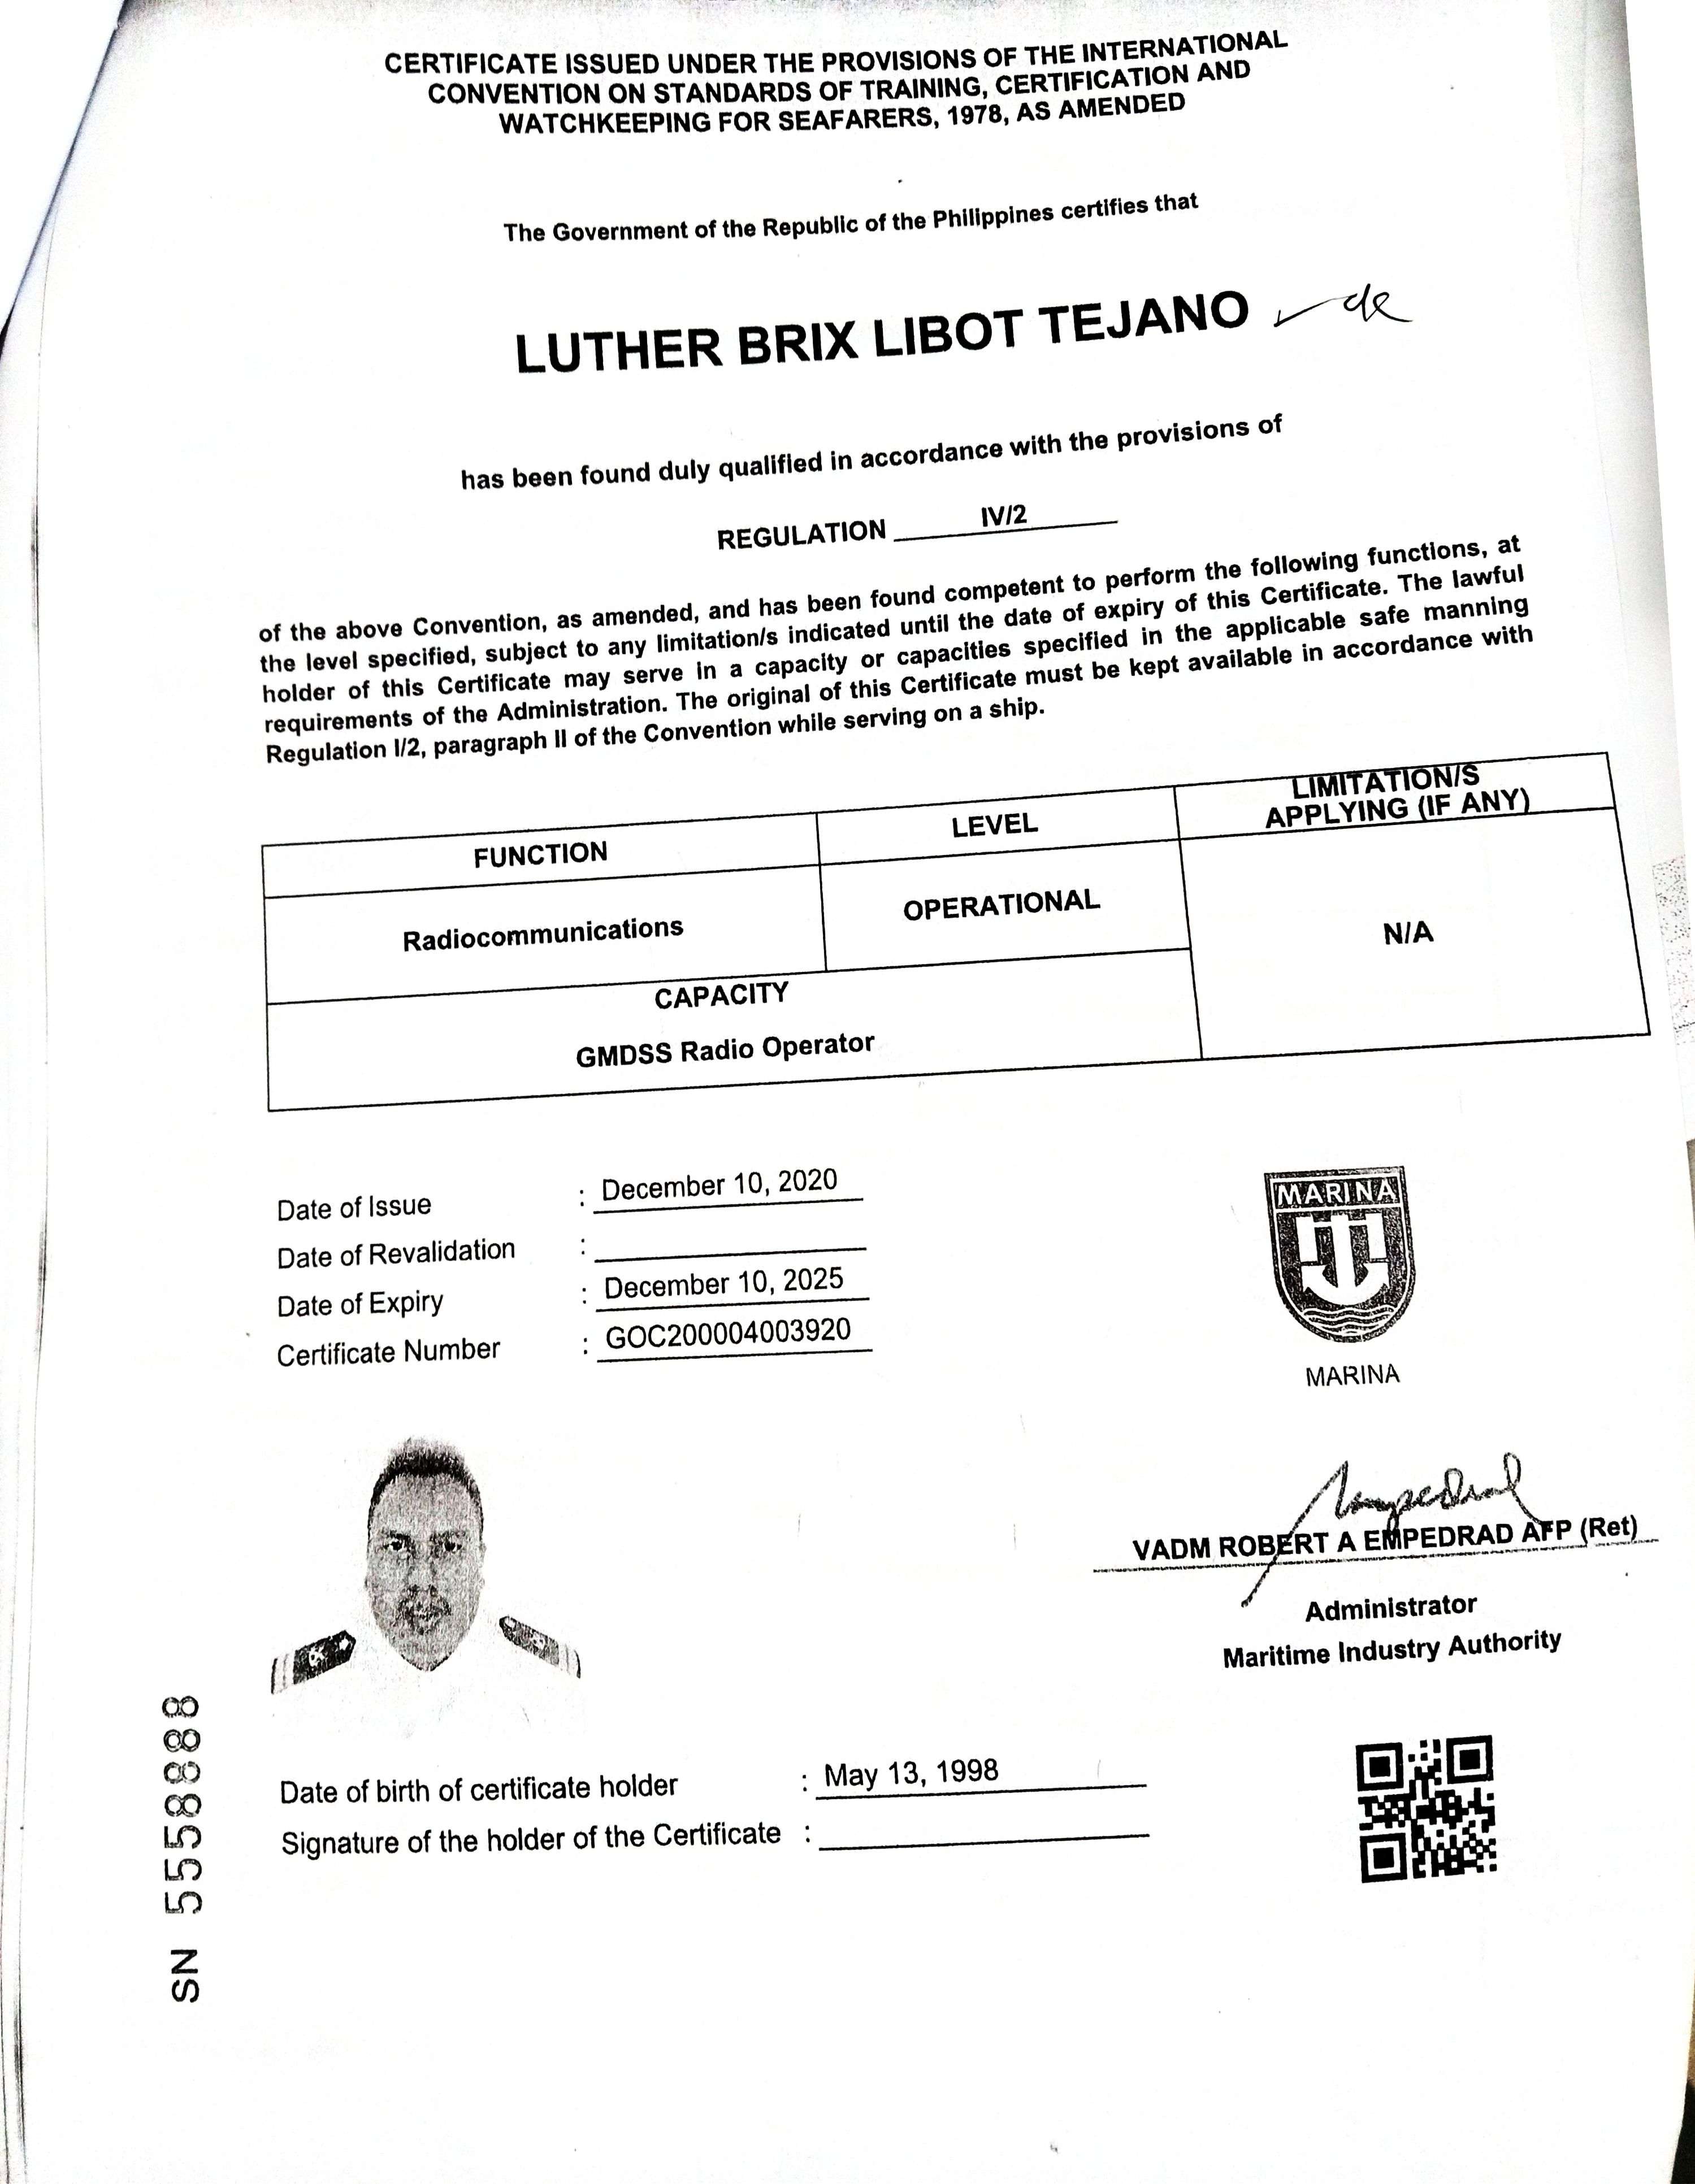 CERTIFICATE ISSUED UNDER THE PROVISIONS OF THE INTERNATIONAL
CONVENTION ON STANDARDS OF TRAINING, CERTIFICATION AND
WATCHKEEPING FOR SEAFARERS, 1978, AS AMENDED
The Government of the Republic of the Philippines certifies that
LUTHER BRIX LIBOT TEJANO
has been found duly qualified in accordance with the provisions of
REGULATION IV/2
of the above Convention, as amended, and has been found competent to perform the following functions, at
the level specified, subject to any limitation/s indicated until the date of expiry of this Certificate. The lawful
holder of this Certificate may serve in a capacity or capacities specified in the applicable safe manning
requirements of the Administration. The original of this Certificate must be kept available in accordance with
Regulation I/2, paragraph II of the Convention while serving on a ship.
FUNCTION LEVEL LIMITATION/S
APPLYING (IF ANY)
Radiocommunications OPERATIONAL N/A
CAPACITY
GMDSS Radio Operator
Date of Issue : December 10, 2020
Date of Revalidation :
Date of Expiry : December 10, 2025
Certificate Number : GOC200004003920
MARINA
MARINA
VADM ROBERT A EMPEDRAD AFP (Ret)
Administrator
Maritime Industry Authority
Date of birth of certificate holder : May 13, 1998
Signature of the holder of the Certificate :
SN 5558888